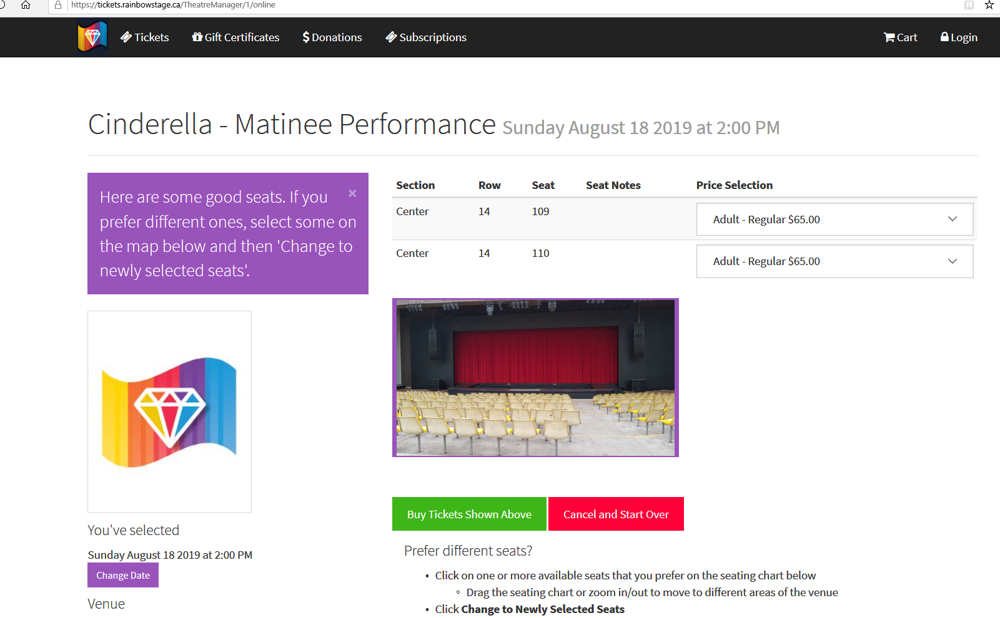 https://tickets.rainbowstage.ca/TheatreManager/1/online
Tickets Gift Certificates Donations Subscriptions Cart Login
Cinderella - Matinee Performance Sunday August 18 2019 at 2:00 PM
Here are some good seats. If you
prefer different ones, select some on
the map below and then 'Change to
newly selected seats'.
×
Section Row Seat Seat Notes Price Selection
Center 14 109 Adult - Regular $65.00
Center 14 110 Adult - Regular $65.00
Buy Tickets Shown Above Cancel and Start Over
You've selected
Sunday August 18 2019 at 2:00 PM
Change Date
Venue
Prefer different seats?
• Click on one or more available seats that you prefer on the seating chart below
◦ Drag the seating chart or zoom in/out to move to different areas of the venue
• Click Change to Newly Selected Seats